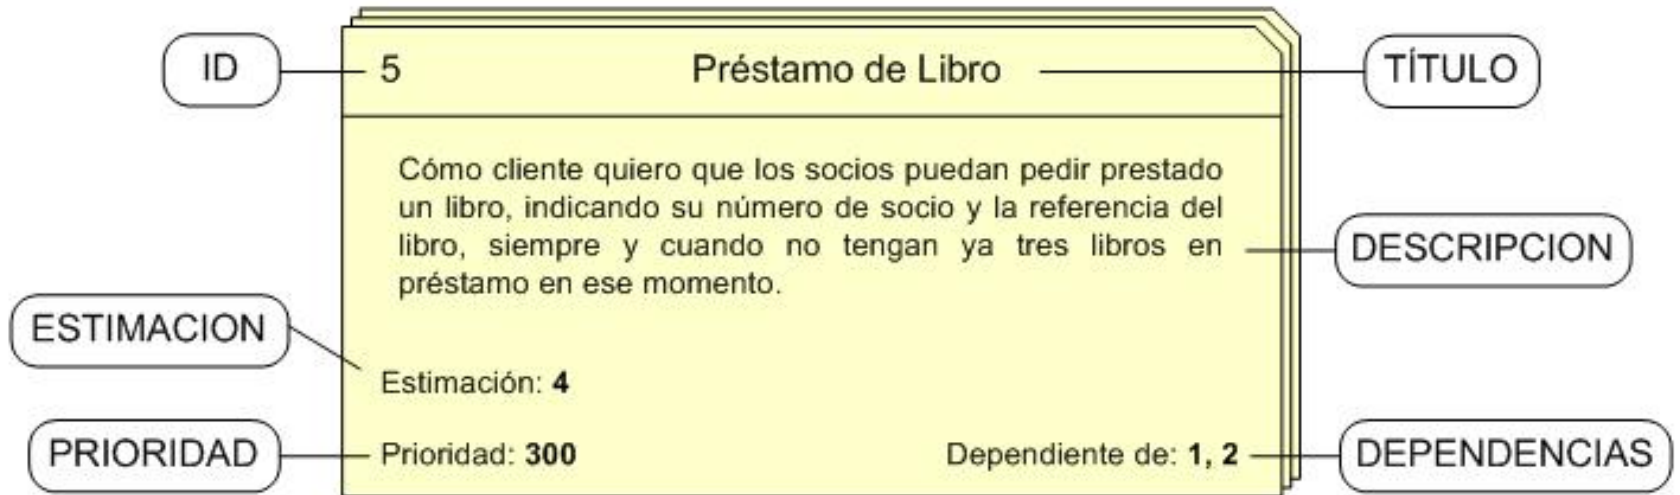 ID
5
Préstamo de Libro
TÍTULO
Cómo cliente quiero que los socios puedan pedir prestado
un libro, indicando su número de socio y la referencia del
libro, siempre y cuando no tengan ya tres libros en
préstamo en ese momento.
DESCRIPCION
ESTIMACION
Estimación: 4
PRIORIDAD
Prioridad: 300
Dependiente de: 1, 2
DEPENDENCIAS